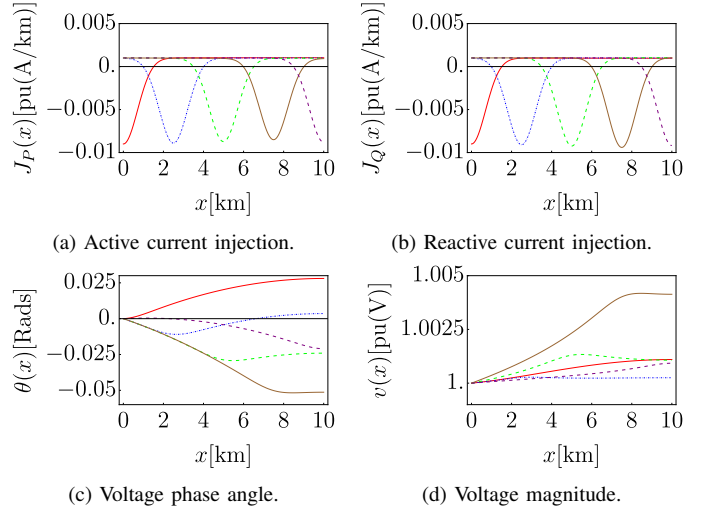 0.005
0.
−0.005
−0.01
J_P(x)[pu(A/km)]
0 2 4 6 8 10
x[km]
(a) Active current injection.
0.005
0.
−0.005
−0.01
J_Q(x)[pu(A/km)]
0 2 4 6 8 10
x[km]
(b) Reactive current injection.
0.025
0.
−0.025
−0.05
θ(x)[Rads]
0 2 4 6 8 10
x[km]
(c) Voltage phase angle.
1.005
1.0025
1.
v(x)[pu(V)]
0 2 4 6 8 10
x[km]
(d) Voltage magnitude.